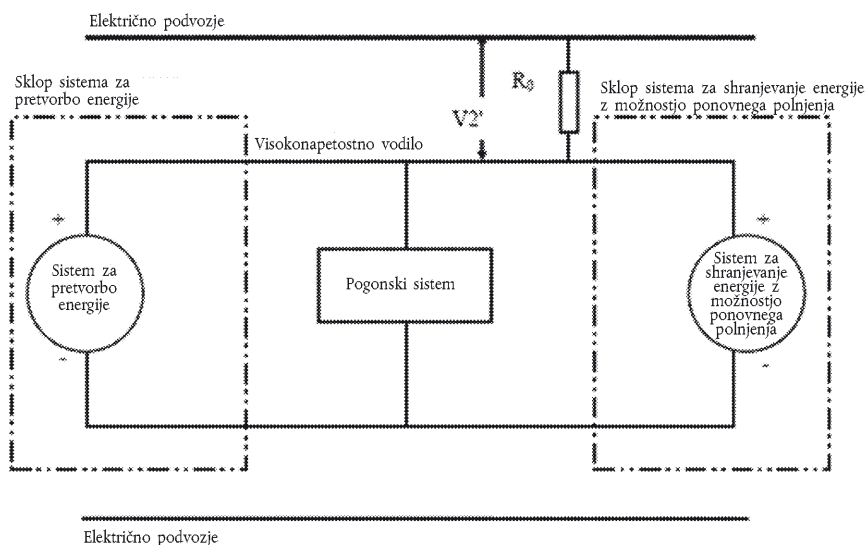 Električno podvozje
Sklop sistema za
pretvorbo energije
Sklop sistema za shranjevanje energije
z možnostjo ponovnega polnjenja
R0
V2'
Visokonapetostno vodilo
+
+
Sistem za
pretvorbo
energije
Pogonski sistem
Sistem za
shranjevanje
energije z
možnostjo
ponovnega
polnjenja
-
-
Električno podvozje